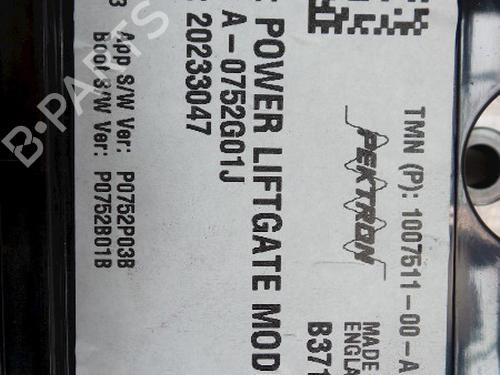 TMN (P): 1007511-00-A
PEKTRON
MADE
ENGLA
B371
POWER LIFTGATE MOD
A-0752G01J
20233047
3 App S/W Ver: P0752P03B
Boot S/W Ver: P0752B01B
B-PARTS